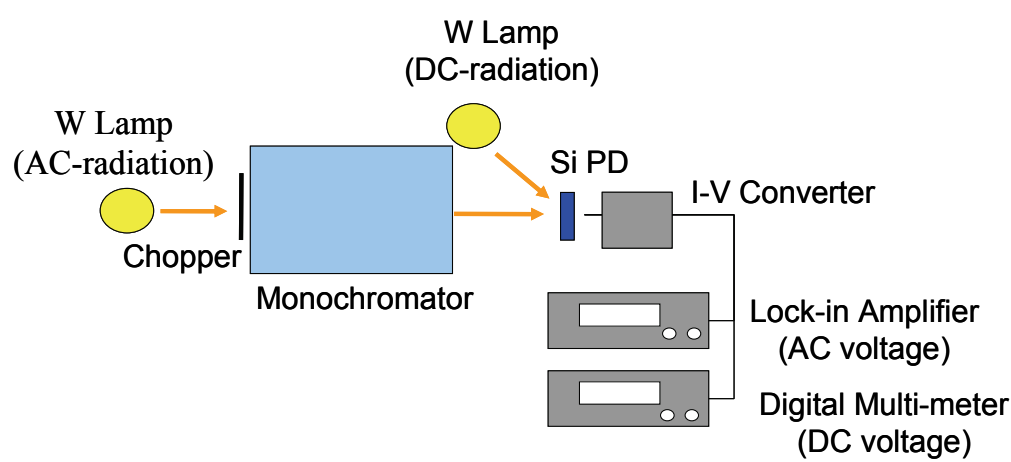 W Lamp
(DC-radiation)
W Lamp
(AC-radiation)
Si PD
I-V Converter
Chopper
Monochromator
Lock-in Amplifier
(AC voltage)
Digital Multi-meter
(DC voltage)